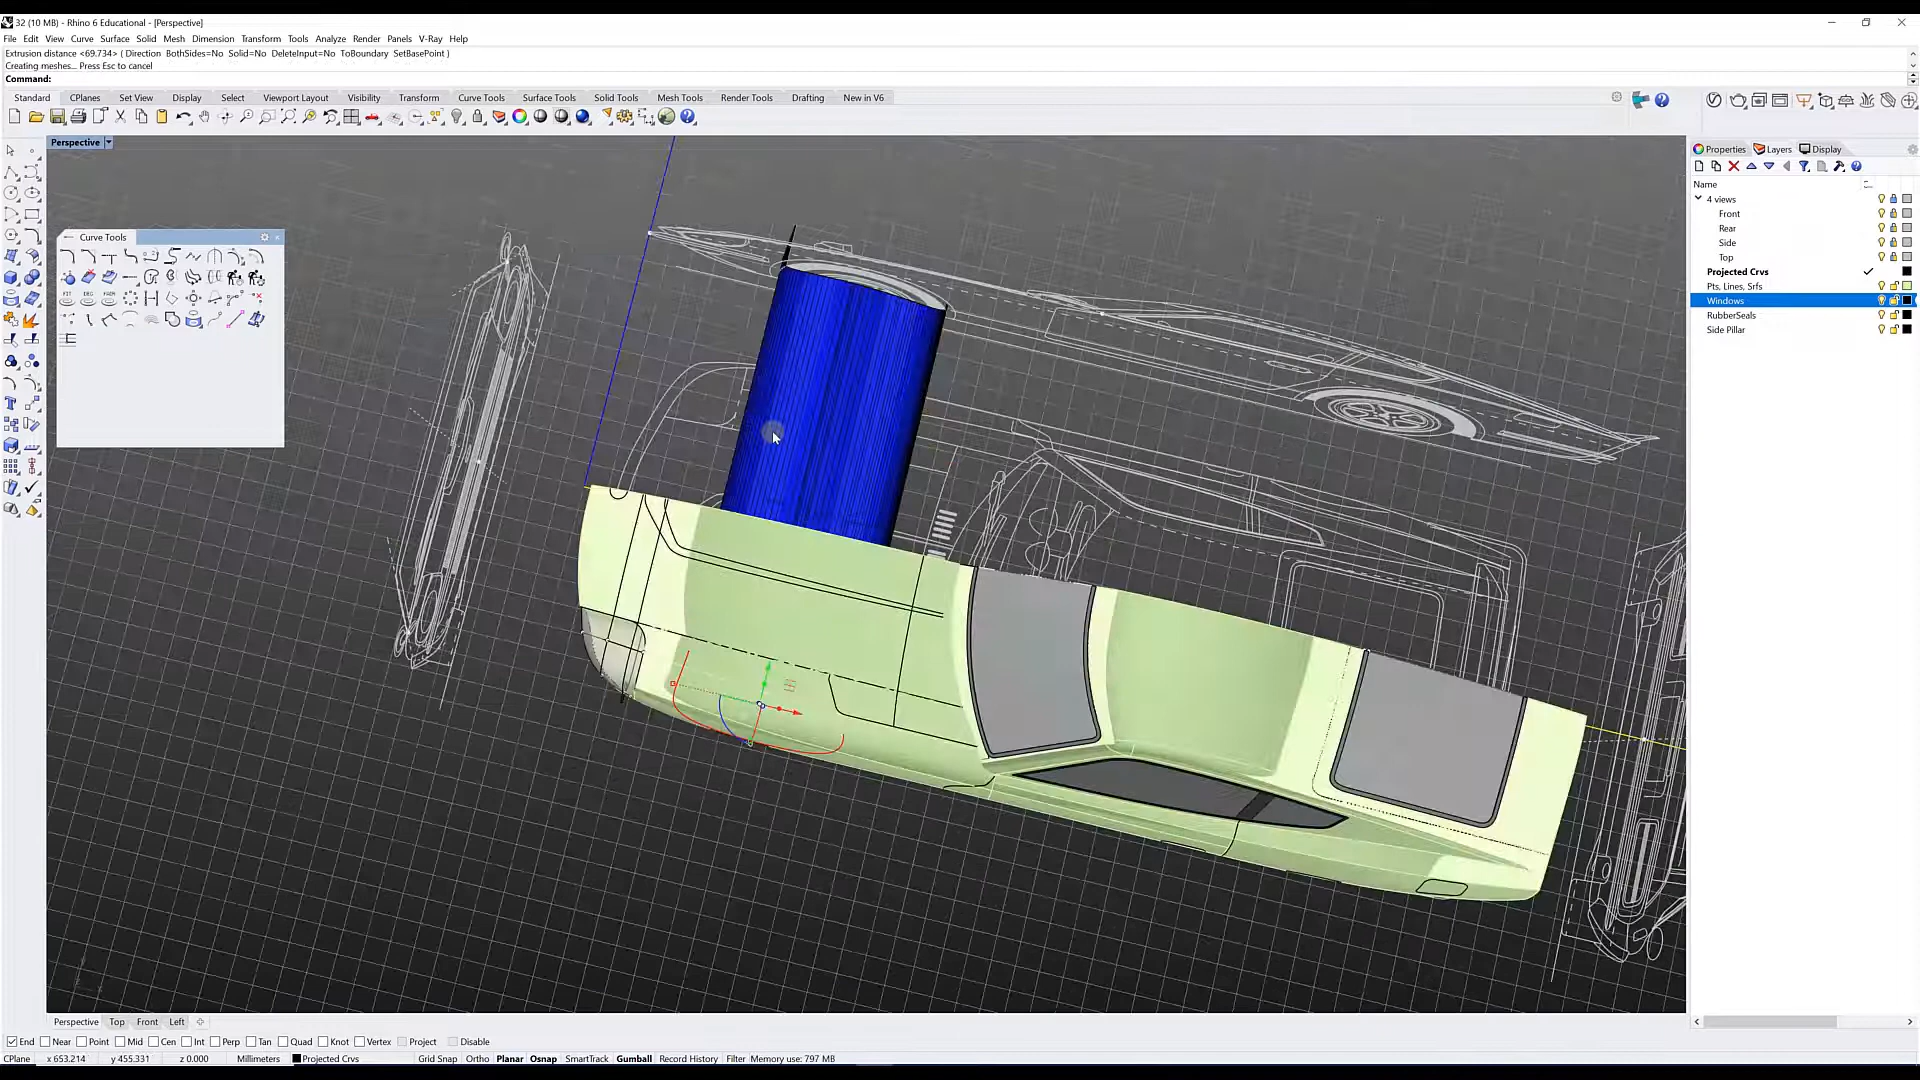 32 (10 MB) - Rhino 6 Educational - [Perspective]
File Edit View Curve Surface Solid Mesh Dimension Transform Tools Analyze Render Panels V-Ray Help
Extrusion distance <69.734> ( Direction BothSides=No Solid=No DeleteInput=No ToBoundary SetBasePoint )
Creating meshes... Press Esc to cancel
Command:
Standard CPlanes Set View Display Select Viewport Layout Visibility Transform Curve Tools Surface Tools Solid Tools Mesh Tools Render Tools Drafting New in V6
Perspective
Properties Layers Display
Name
4 views
Front
Rear
Side
Top
Projected Crvs
Pts, Lines, Srfs
Windows
RubberSeals
Side Pillar
Curve Tools
Perspective Top Front Left
End Near Point Mid Cen Int Perp Tan Quad Knot Vertex Project Disable
CPlane x 653.214 y 455.331 z 0.000 Millimeters Projected Crvs Grid Snap Ortho Planar Osnap SmartTrack Gumball Record History Filter Memory use: 797 MB